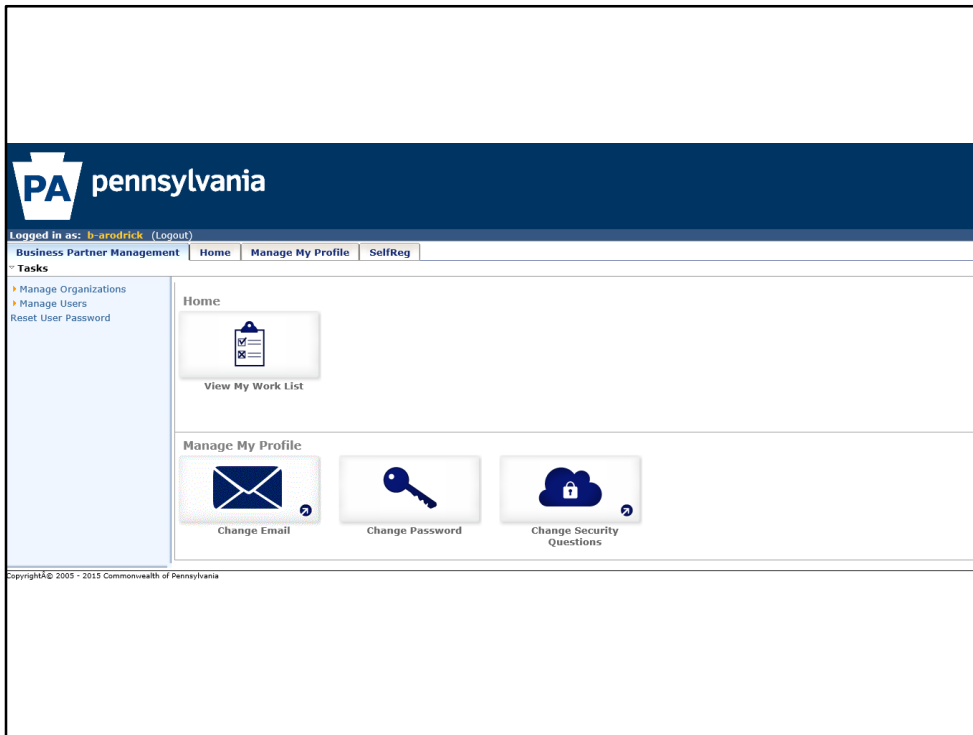 PA pennsylvania
Logged in as: b-arodrick (Logout)
Business Partner Management Home Manage My Profile SelfReg
Tasks
Manage Organizations
Manage Users
Reset User Password
Home
View My Work List
Manage My Profile
Change Email
Change Password
Change Security
Questions
CopyrightÂ© 2005 - 2015 Commonwealth of Pennsylvania